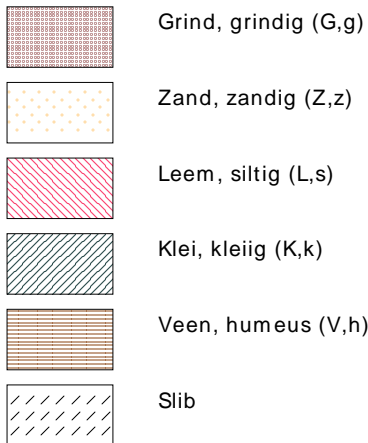 Grind, grindig (G,g)
Zand, zandig (Z,z)
Leem, siltig (L,s)
Klei, kleiig (K,k)
Veen, humeus (V,h)
Slib